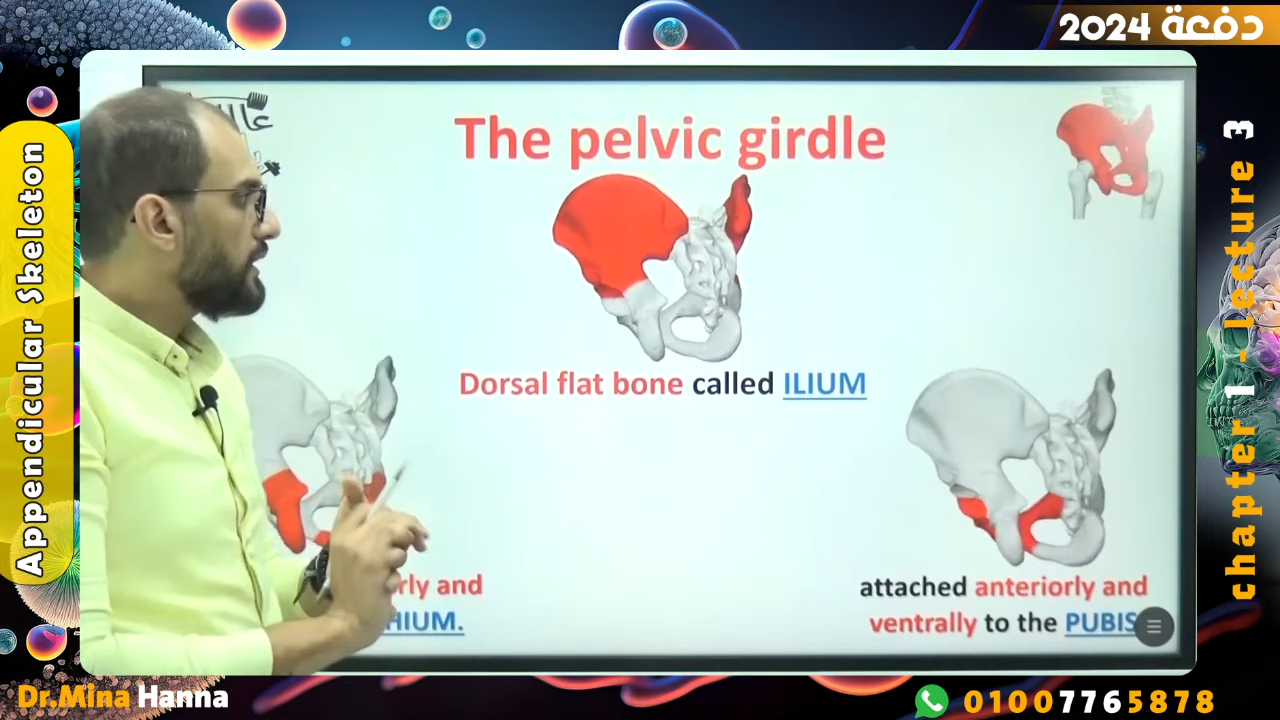 دفعة 2024
The pelvic girdle
Dorsal flat bone called ILIUM
rly and
HIUM.
attached anteriorly and
ventrally to the PUBIS
Appendicular Skeleton
chapter 1 - lecture 3
Dr.Mina Hanna
01007765878